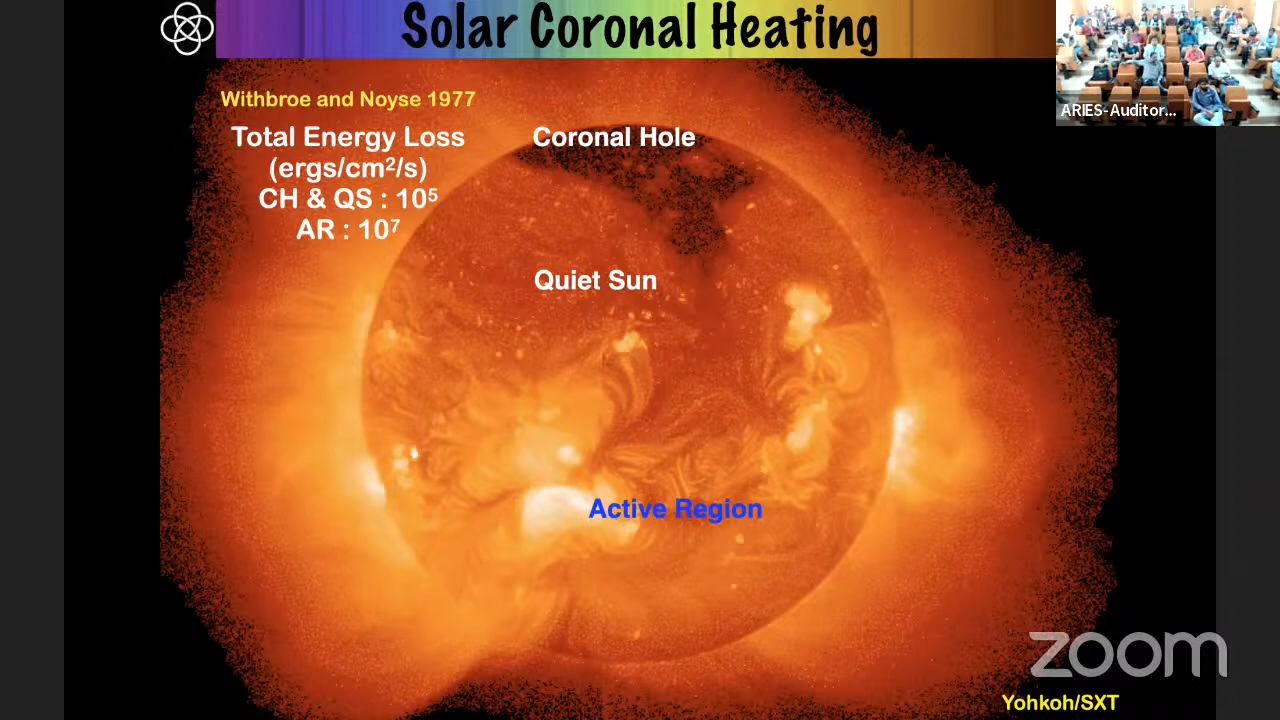 Solar Coronal Heating
ARIES-Auditor...
Withbroe and Noyse 1977
Total Energy Loss
(ergs/cm²/s)
CH & QS : 10⁵
AR : 10⁷
Coronal Hole
Quiet Sun
Active Region
zoom
Yohkoh/SXT